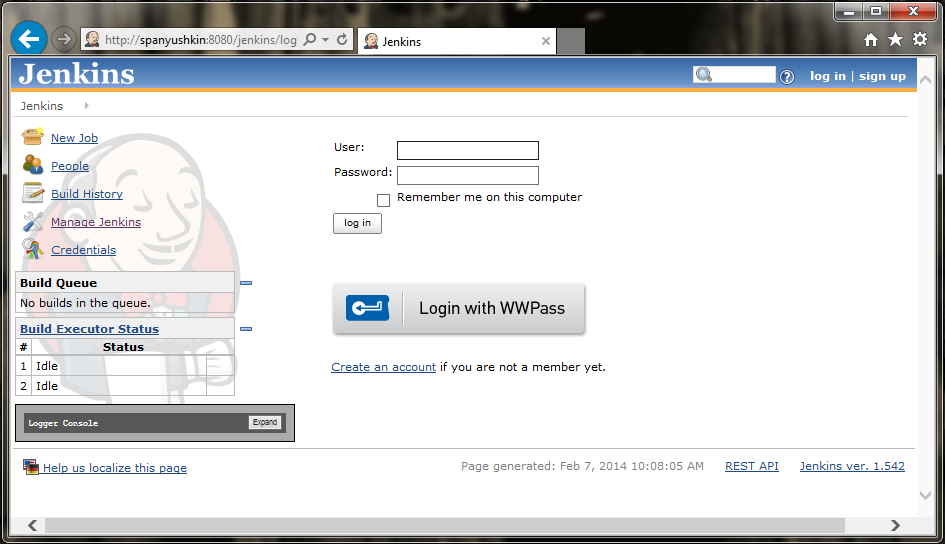 http://spanyushkin:8080/jenkins/log
Jenkins
Jenkins
log in | sign up
Jenkins
New Job
People
Build History
Manage Jenkins
Credentials
Build Queue
No builds in the queue.
Build Executor Status
# Status
1 Idle
2 Idle
Logger Console Expand
User:
Password:
Remember me on this computer
log in
Login with WWPass
Create an account if you are not a member yet.
Help us localize this page
Page generated: Feb 7, 2014 10:08:05 AM REST API Jenkins ver. 1.542